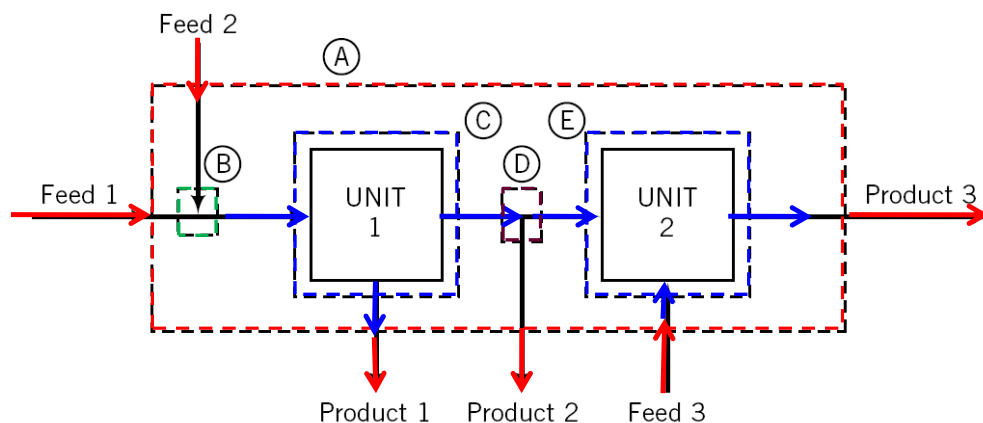 Feed 2
A
C
E
B
D
Feed 1
UNIT
1
UNIT
2
Product 3
Product 1
Product 2
Feed 3